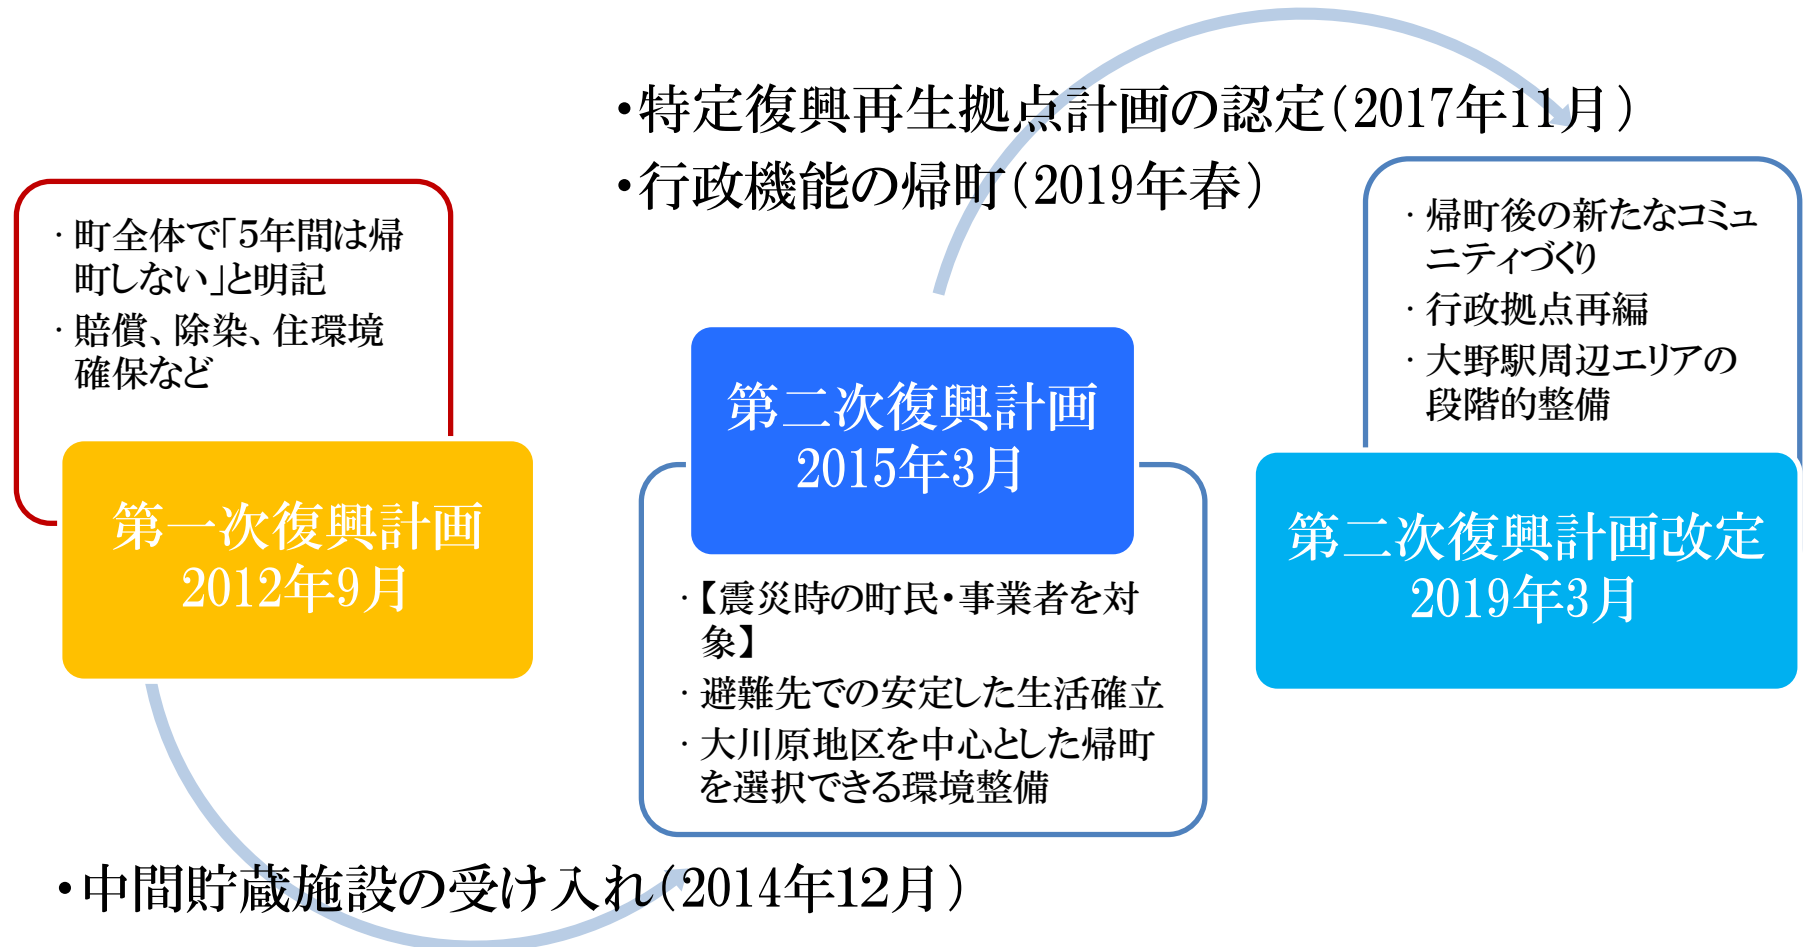 ・特定復興再生拠点計画の認定（2017年11月）
・行政機能の帰町（2019年春）
・町全体で「5年間は帰
町しない」と明記
・賠償、除染、住環境
確保など
第一次復興計画
2012年9月
・中間貯蔵施設の受け入れ（2014年12月）
第二次復興計画
2015年3月
・【震災時の町民・事業者を対
象】
・避難先での安定した生活確立
・大川原地区を中心とした帰町
を選択できる環境整備
・帰町後の新たなコミュ
ニティづくり
・行政拠点再編
・大野駅周辺エリアの
段階的整備
第二次復興計画改定
2019年3月